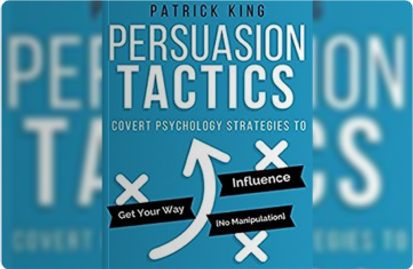 PATRICK KING
PERSUASION
TACTICS
COVERT PSYCHOLOGY STRATEGIES TO
Influence
Get Your Way
(No Manipulation)